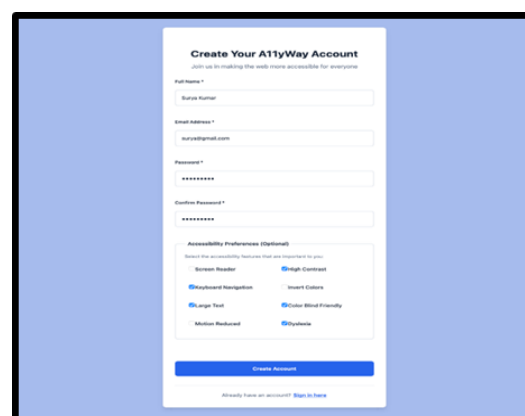 Create Your A11yWay Account
Join us in making the web more accessible for everyone
Full Name *
Surya Kumar
Email Address *
surya@gmail.com
Password *
•••••••••
Confirm Password *
•••••••••
Accessibility Preferences (Optional)
Select the accessibility features that are important to you:
Screen Reader High Contrast
Keyboard Navigation Invert Colors
Large Text Color Blind Friendly
Motion Reduced Dyslexia
Create Account
Already have an account? Sign in here